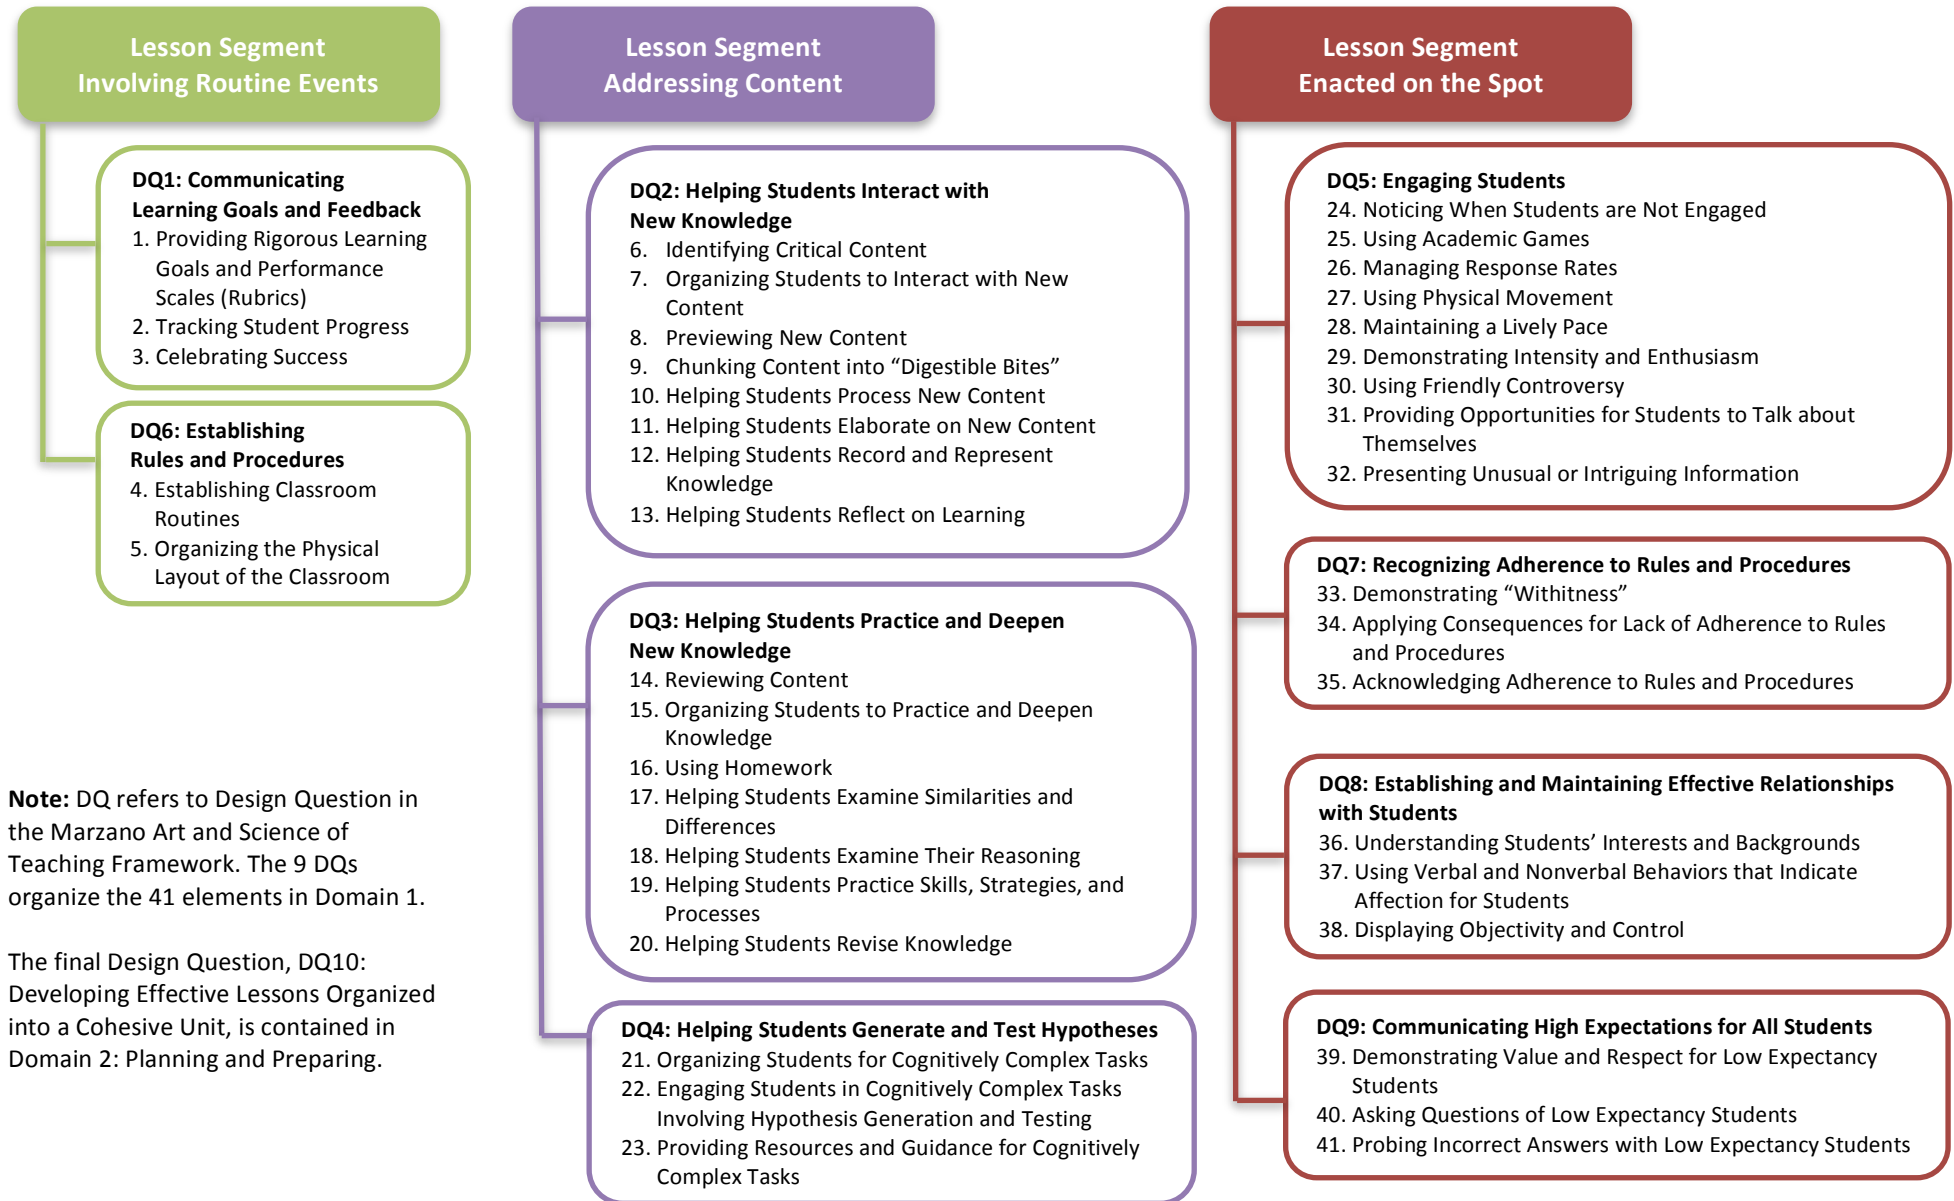 Lesson Segment
Involving Routine Events
DQ1: Communicating
Learning Goals and Feedback
1. Providing Rigorous Learning
Goals and Performance
Scales (Rubrics)
2. Tracking Student Progress
3. Celebrating Success
DQ6: Establishing
Rules and Procedures
4. Establishing Classroom
Routines
5. Organizing the Physical
Layout of the Classroom
Note: DQ refers to Design Question in
the Marzano Art and Science of
Teaching Framework. The 9 DQs
organize the 41 elements in Domain 1.
The final Design Question, DQ10:
Developing Effective Lessons Organized
into a Cohesive Unit, is contained in
Domain 2: Planning and Preparing.
Lesson Segment
Addressing Content
DQ2: Helping Students Interact with
New Knowledge
6. Identifying Critical Content
7. Organizing Students to Interact with New
Content
8. Previewing New Content
9. Chunking Content into “Digestible Bites”
10. Helping Students Process New Content
11. Helping Students Elaborate on New Content
12. Helping Students Record and Represent
Knowledge
13. Helping Students Reflect on Learning
DQ3: Helping Students Practice and Deepen
New Knowledge
14. Reviewing Content
15. Organizing Students to Practice and Deepen
Knowledge
16. Using Homework
17. Helping Students Examine Similarities and
Differences
18. Helping Students Examine Their Reasoning
19. Helping Students Practice Skills, Strategies, and
Processes
20. Helping Students Revise Knowledge
DQ4: Helping Students Generate and Test Hypotheses
21. Organizing Students for Cognitively Complex Tasks
22. Engaging Students in Cognitively Complex Tasks
Involving Hypothesis Generation and Testing
23. Providing Resources and Guidance for Cognitively
Complex Tasks
Lesson Segment
Enacted on the Spot
DQ5: Engaging Students
24. Noticing When Students are Not Engaged
25. Using Academic Games
26. Managing Response Rates
27. Using Physical Movement
28. Maintaining a Lively Pace
29. Demonstrating Intensity and Enthusiasm
30. Using Friendly Controversy
31. Providing Opportunities for Students to Talk about
Themselves
32. Presenting Unusual or Intriguing Information
DQ7: Recognizing Adherence to Rules and Procedures
33. Demonstrating “Withitness”
34. Applying Consequences for Lack of Adherence to Rules
and Procedures
35. Acknowledging Adherence to Rules and Procedures
DQ8: Establishing and Maintaining Effective Relationships
with Students
36. Understanding Students’ Interests and Backgrounds
37. Using Verbal and Nonverbal Behaviors that Indicate
Affection for Students
38. Displaying Objectivity and Control
DQ9: Communicating High Expectations for All Students
39. Demonstrating Value and Respect for Low Expectancy
Students
40. Asking Questions of Low Expectancy Students
41. Probing Incorrect Answers with Low Expectancy Students